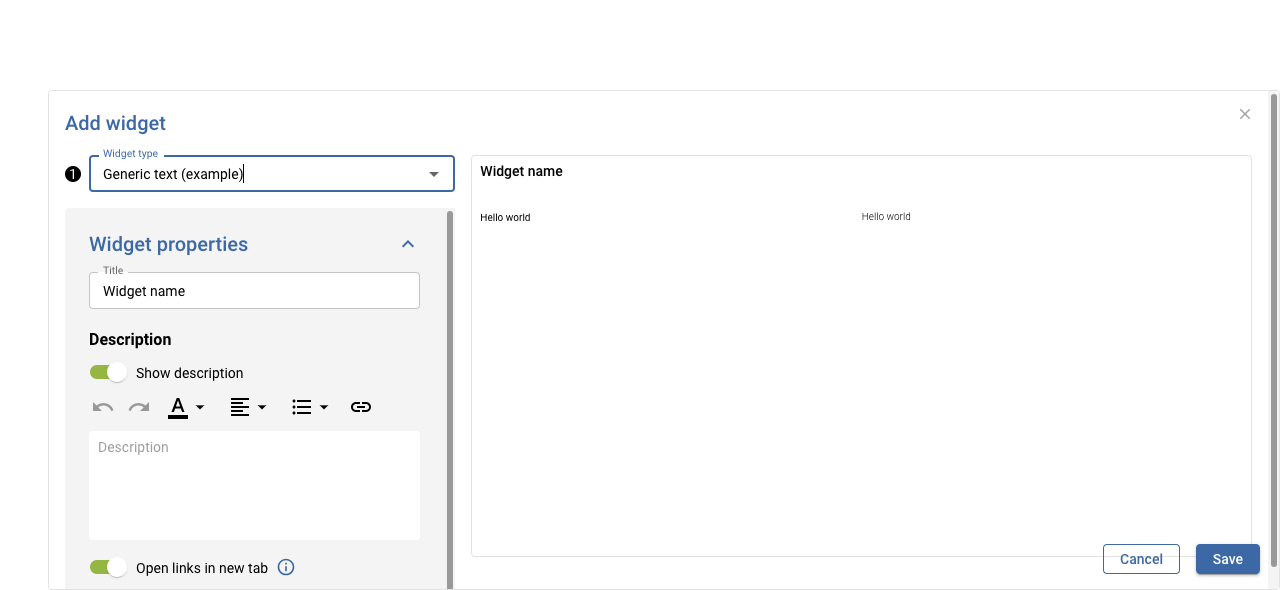 Add widget
Widget type
1
Generic text (example)
Widget properties
Title
Widget name
Description
Show description
A
Description
Open links in new tab
Widget name
Hello world
Hello world
Cancel
Save